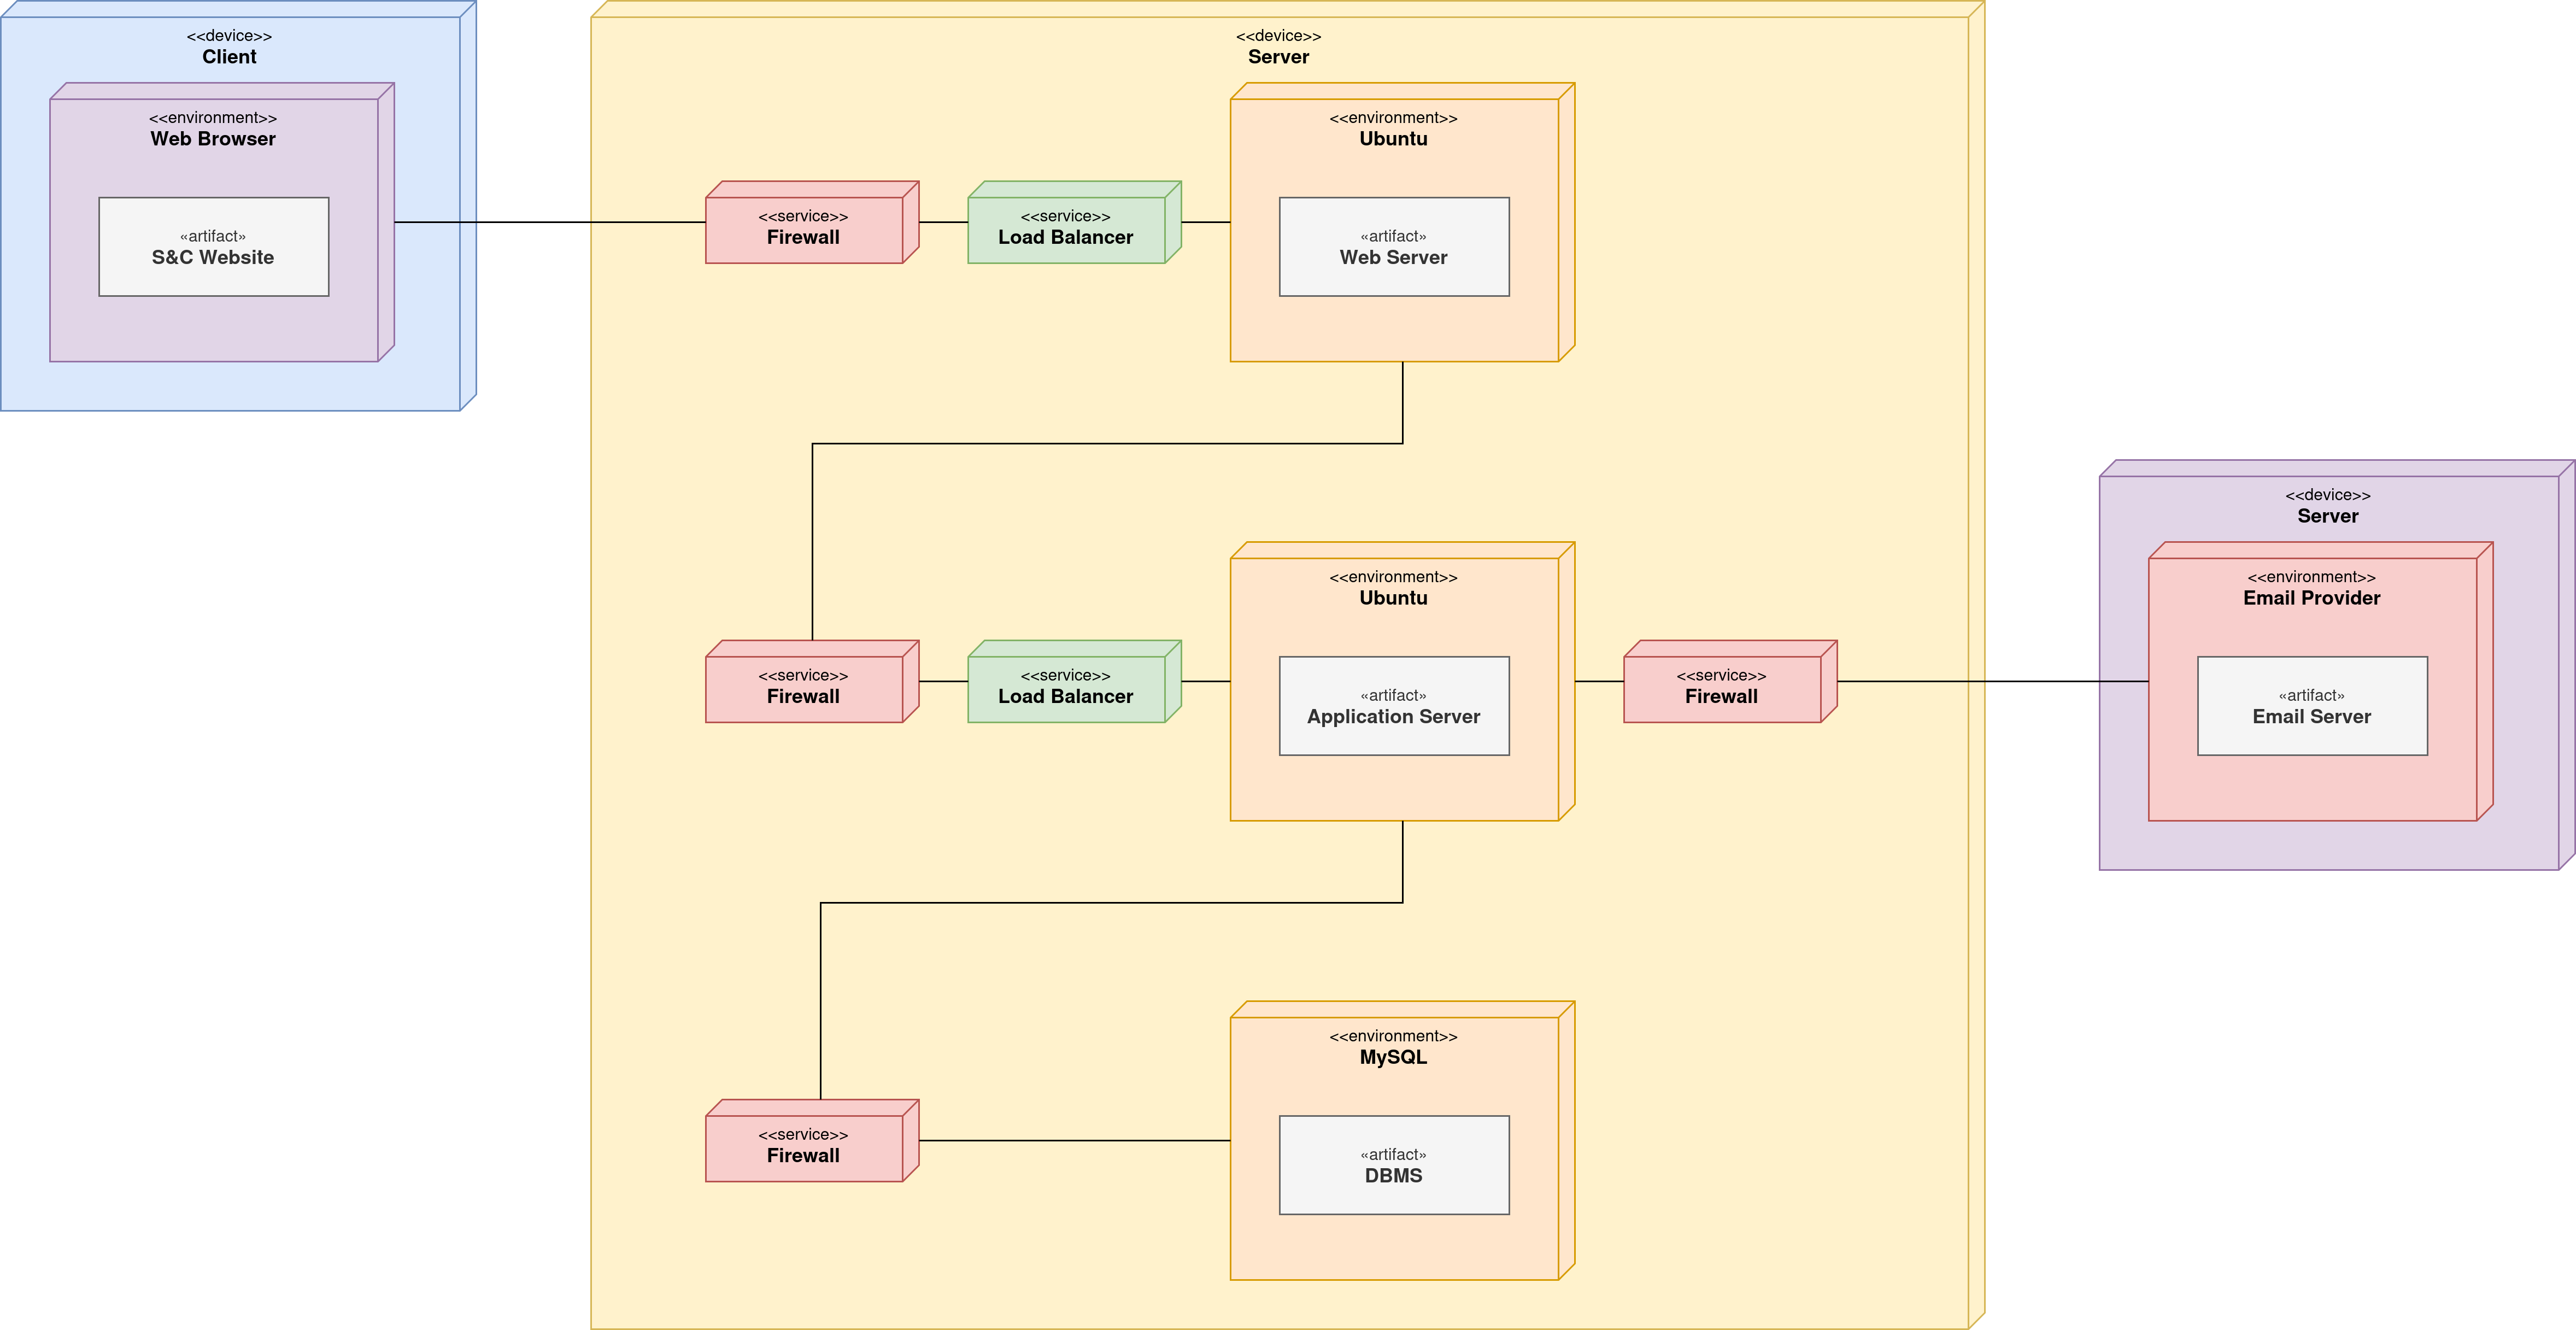 <<device>>
Client
<<environment>>
Web Browser
«artifact»
S&C Website
<<device>>
Server
<<service>>
Firewall
<<service>>
Load Balancer
<<environment>>
Ubuntu
«artifact»
Web Server
<<service>>
Firewall
<<service>>
Load Balancer
<<environment>>
Ubuntu
«artifact»
Application Server
<<service>>
Firewall
<<service>>
Firewall
<<environment>>
MySQL
«artifact»
DBMS
<<device>>
Server
<<environment>>
Email Provider
«artifact»
Email Server